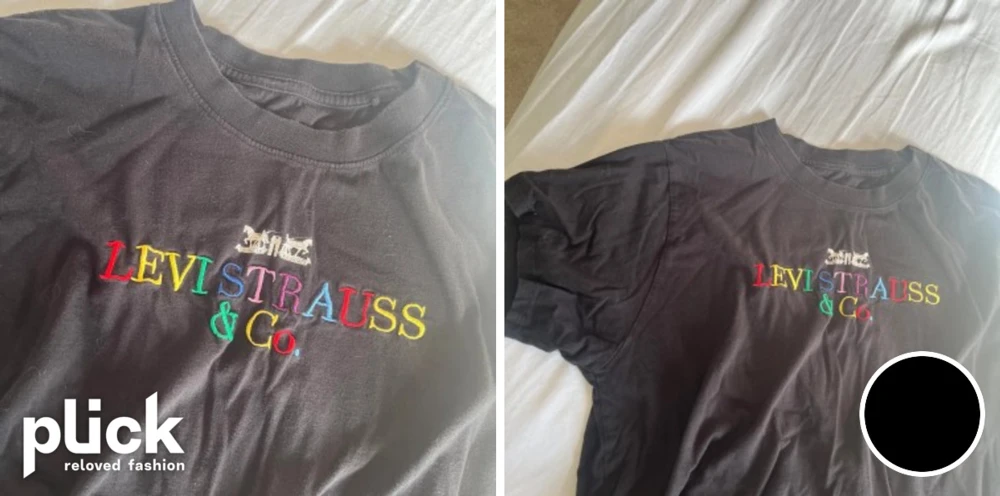 LEVI STRAUSS
& Co.
plick
reloved fashion
LEVI STRAUSS
& Co.